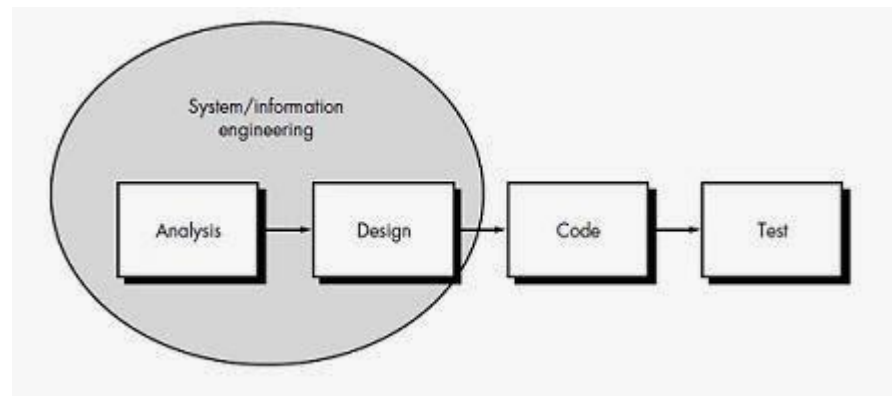 System/information
engineering
Analysis
Design
Code
Test